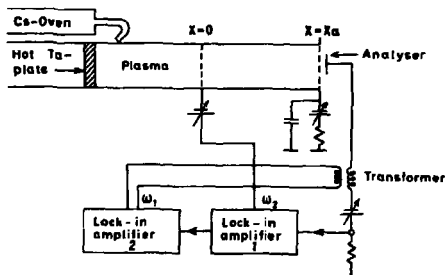 Cs-Oven
X=0
X=Xa
Hot Ta-
plate
Plasma
Analyser
Transformer
ω₁
ω₂
Lock-in
amplifier
2
Lock-in
amplifier
1